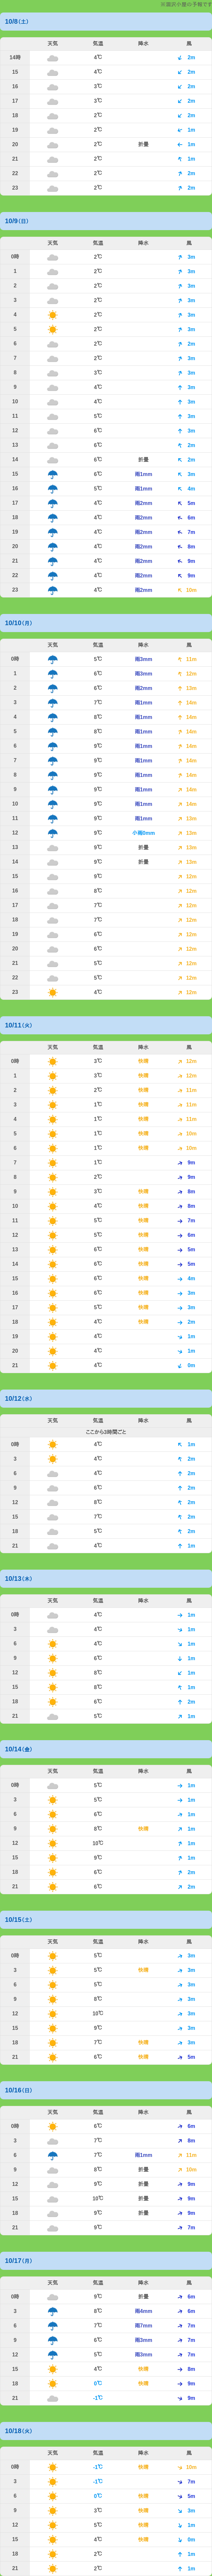 10/8(土)
天気 気温 降水 風
14時 4℃ 2m
15 4℃ 2m
16 3℃ 2m
17 3℃ 2m
18 2℃ 2m
19 2℃ 1m
20 2℃ 折曇 1m
21 2℃ 1m
22 2℃ 2m
23 2℃ 2m
10/9(日)
天気 気温 降水 風
0時 2℃ 3m
1 2℃ 3m
2 2℃ 3m
3 2℃ 3m
4 2℃ 3m
5 2℃ 3m
6 2℃ 2m
7 2℃ 3m
8 3℃ 3m
9 4℃ 3m
10 4℃ 3m
11 5℃ 3m
12 6℃ 3m
13 6℃ 2m
14 6℃ 折曇 2m
15 6℃ 雨1mm 3m
16 5℃ 雨1mm 4m
17 4℃ 雨2mm 5m
18 4℃ 雨2mm 6m
19 4℃ 雨2mm 7m
20 4℃ 雨2mm 8m
21 4℃ 雨2mm 9m
22 4℃ 雨2mm 9m
23 4℃ 雨2mm 10m
10/10(月)
天気 気温 降水 風
0時 5℃ 雨3mm 11m
1 6℃ 雨3mm 12m
2 6℃ 雨2mm 13m
3 7℃ 雨1mm 14m
4 8℃ 雨1mm 14m
5 8℃ 雨1mm 14m
6 9℃ 雨1mm 14m
7 9℃ 雨1mm 14m
8 9℃ 雨1mm 14m
9 9℃ 雨1mm 14m
10 9℃ 雨1mm 14m
11 9℃ 雨1mm 13m
12 9℃ 小雨0mm 13m
13 9℃ 折曇 13m
14 9℃ 折曇 13m
15 9℃ 12m
16 8℃ 12m
17 7℃ 12m
18 7℃ 12m
19 6℃ 12m
20 6℃ 12m
21 5℃ 12m
22 5℃ 12m
23 4℃ 12m
10/11(火)
天気 気温 降水 風
0時 3℃ 快晴 12m
1 3℃ 快晴 12m
2 2℃ 快晴 11m
3 1℃ 快晴 11m
4 1℃ 快晴 11m
5 1℃ 快晴 10m
6 1℃ 快晴 10m
7 1℃ 9m
8 2℃ 9m
9 3℃ 快晴 8m
10 4℃ 快晴 8m
11 5℃ 快晴 7m
12 5℃ 快晴 6m
13 6℃ 快晴 5m
14 6℃ 快晴 5m
15 6℃ 快晴 4m
16 6℃ 快晴 3m
17 5℃ 快晴 3m
18 4℃ 快晴 2m
19 4℃ 1m
20 4℃ 1m
21 4℃ 0m
10/12(水)
天気 気温 降水 風
ここから3時間ごと
0時 4℃ 1m
3 4℃ 2m
6 4℃ 2m
9 6℃ 2m
12 8℃ 2m
15 7℃ 2m
18 5℃ 2m
21 4℃ 1m
10/13(木)
天気 気温 降水 風
0時 4℃ 1m
3 4℃ 1m
6 4℃ 1m
9 6℃ 1m
12 8℃ 1m
15 8℃ 1m
18 6℃ 2m
21 5℃ 1m
10/14(金)
天気 気温 降水 風
0時 5℃ 1m
3 5℃ 1m
6 6℃ 1m
9 8℃ 快晴 1m
12 10℃ 1m
15 9℃ 1m
18 6℃ 2m
21 6℃ 2m
10/15(土)
天気 気温 降水 風
0時 5℃ 3m
3 5℃ 快晴 3m
6 5℃ 3m
9 8℃ 3m
12 10℃ 3m
15 9℃ 3m
18 7℃ 快晴 3m
21 6℃ 快晴 5m
10/16(日)
天気 気温 降水 風
0時 6℃ 6m
3 7℃ 8m
6 7℃ 雨1mm 11m
9 8℃ 折曇 10m
12 9℃ 折曇 9m
15 10℃ 折曇 9m
18 9℃ 折曇 9m
21 9℃ 7m
10/17(月)
天気 気温 降水 風
0時 9℃ 折曇 6m
3 8℃ 雨4mm 6m
6 7℃ 雨7mm 7m
9 6℃ 雨3mm 7m
12 5℃ 雨3mm 7m
15 4℃ 快晴 8m
18 0℃ 快晴 9m
21 -1℃ 9m
10/18(火)
天気 気温 降水 風
0時 -1℃ 快晴 10m
3 -1℃ 7m
6 0℃ 快晴 5m
9 3℃ 快晴 3m
12 5℃ 快晴 1m
15 4℃ 快晴 0m
18 2℃ 1m
21 2℃ 1m